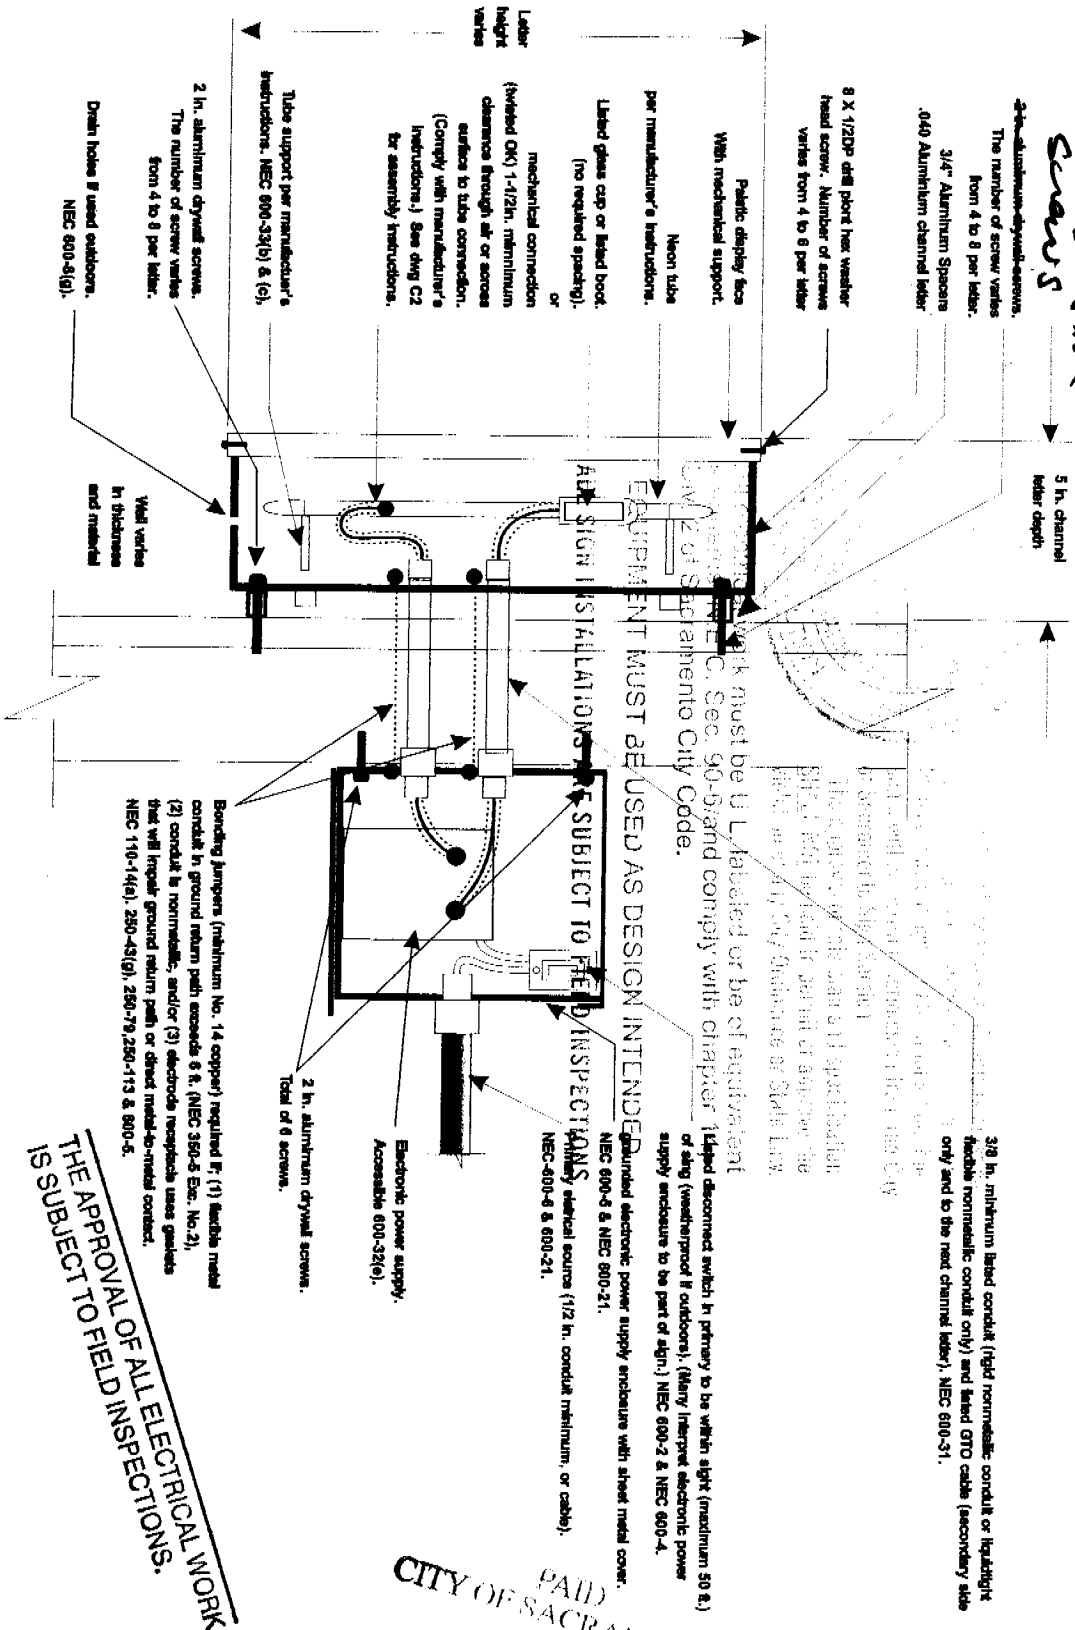 Screws
2 in. aluminum drywall screws.
The number of screw varies
from 4 to 8 per letter.
3/4" Aluminum Spacers
.040 Aluminium channel letter
8 X 1/2DP drill piont hex washer
head screw. Number of screws
varies from 4 to 6 per letter
Palstic display face
With mechanical support.
Neon tube
per manufacturer's instructions.
Listed glass cup or listed boot.
(no required spacing).
or
mechanical connection
(twisted OK) 1-1/2in. minminum
clearance through air or across
surface to tube connection.
(Comply with manufacturer's
instructions.) See dwg C2
for assembly instructions.
Tube support per manufactuer's
instructions. NEC 600-33(b) & (c),
2 in. aluminum drywall screws.
The number of screw varies
from 4 to 8 per letter.
Drain holes if used outdoors.
NEC 600-8(g).
Letter
height
varies
5 in. channel
letter depth
Wall varies
in thickness
and material
3/8 in. minimum listed conduit (rigid nonmetallic conduit or liquidtight
flexible nonmetallic conduit only) and listed GTO cable (secondary side
only and to the next channel letter). NEC 600-31.
Listed disconnect switch in primary to be within sight (maximum 50 ft.)
of sing (weatherproof if outdoors). (Many interpret electronic power
supply enclosure to be part of sign.) NEC 600-2 & NEC 600-4.
grounded electronic power supply enclosure with sheet metal cover.
NEC 600-5 & NEC 600-21.
Primary eletrical source (1/2 in. conduit minimum, or cable).
NEC-600-6 & 600-21.
Electronic power supply.
Accessible 600-32(e).
2 in. aluminum drywall screws.
Total of 6 screws.
Bonding jumpers (minimum No. 14 copper) required if; (1) flexible metal
conduit in ground return path exceeds 6 ft. (NEC 350-5 Exc. No.2),
(2) conduit is nonmetallic, and/or (3) electrode receptacle uses gaskets
that will impair ground return path or direct metal-to-metal contact.
NEC 110-14(a). 250-43(g), 250-79,250-113 & 600-5.
work must be U.L. labeled or be of equivalent
N.E.C. Sec. 90-6/and comply with chapter 1
of Sacramento City Code.
EQUIPMENT MUST BE USED AS DESIGN INTENDED
ALL SIGN INSTALLATIONS ARE SUBJECT TO FIELD INSPECTIONS
THE APPROVAL OF ALL ELECTRICAL WORK
IS SUBJECT TO FIELD INSPECTIONS.
PAID
CITY OF